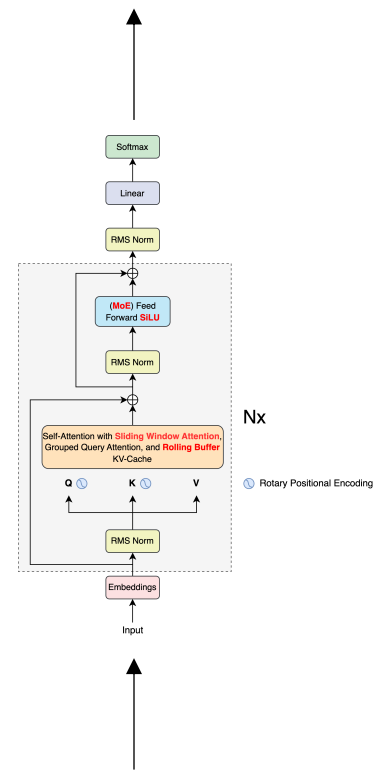 Softmax
Linear
RMS Norm
(MoE) Feed
Forward SiLU
RMS Norm
Nx
Self-Attention with Sliding Window Attention,
Grouped Query Attention, and Rolling Buffer
KV-Cache
Q K V
Rotary Positional Encoding
RMS Norm
Embeddings
Input